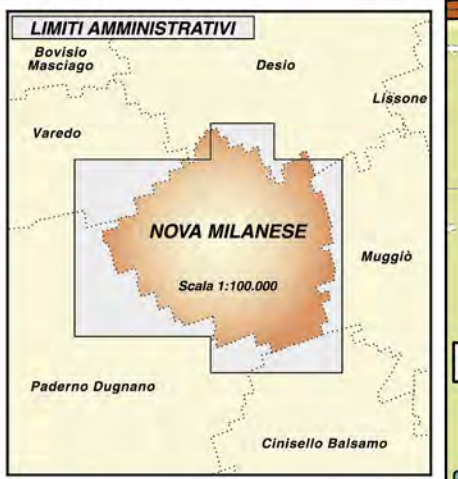 LIMITI AMMINISTRATIVI
Bovisio
Masciago
Desio
Lissone
Varedo
NOVA MILANESE
Muggiò
Scala 1:100.000
Paderno Dugnano
Cinisello Balsamo